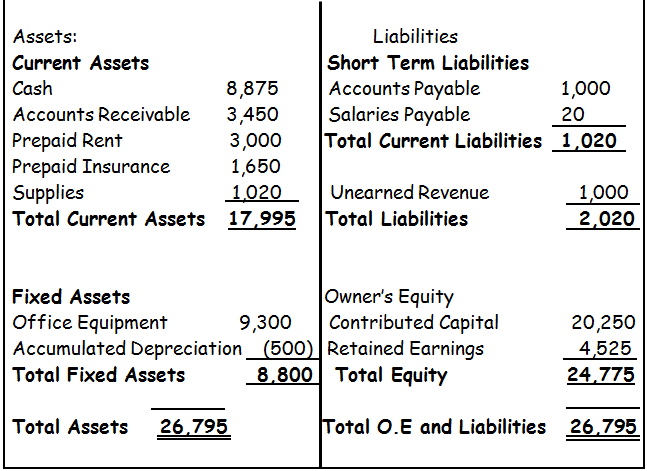 Assets:
Current Assets
Cash 8,875
Accounts Receivable 3,450
Prepaid Rent 3,000
Prepaid Insurance 1,650
Supplies 1,020
Total Current Assets 17,995
Fixed Assets
Office Equipment 9,300
Accumulated Depreciation (500)
Total Fixed Assets 8,800
Total Assets 26,795
Liabilities
Short Term Liabilities
Accounts Payable 1,000
Salaries Payable 20
Total Current Liabilities 1,020
Unearned Revenue 1,000
Total Liabilities 2,020
Owner's Equity
Contributed Capital 20,250
Retained Earnings 4,525
Total Equity 24,775
Total O.E and Liabilities 26,795